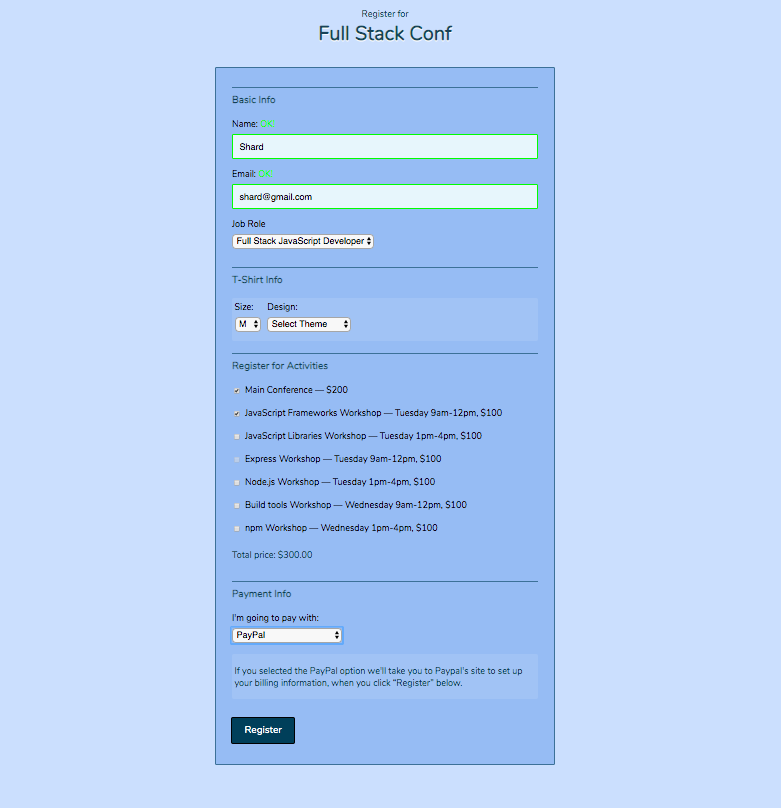 Register for
Full Stack Conf
Basic Info
Name: OK!
Shard
Email: OK!
shard@gmail.com
Job Role
Full Stack JavaScript Developer
T-Shirt Info
Size: Design:
M Select Theme
Register for Activities
Main Conference — $200
JavaScript Frameworks Workshop — Tuesday 9am-12pm, $100
JavaScript Libraries Workshop — Tuesday 1pm-4pm, $100
Express Workshop — Tuesday 9am-12pm, $100
Node.js Workshop — Tuesday 1pm-4pm, $100
Build tools Workshop — Wednesday 9am-12pm, $100
npm Workshop — Wednesday 1pm-4pm, $100
Total price: $300.00
Payment Info
I'm going to pay with:
PayPal
If you selected the PayPal option we'll take you to Paypal's site to set up
your billing information, when you click “Register” below.
Register